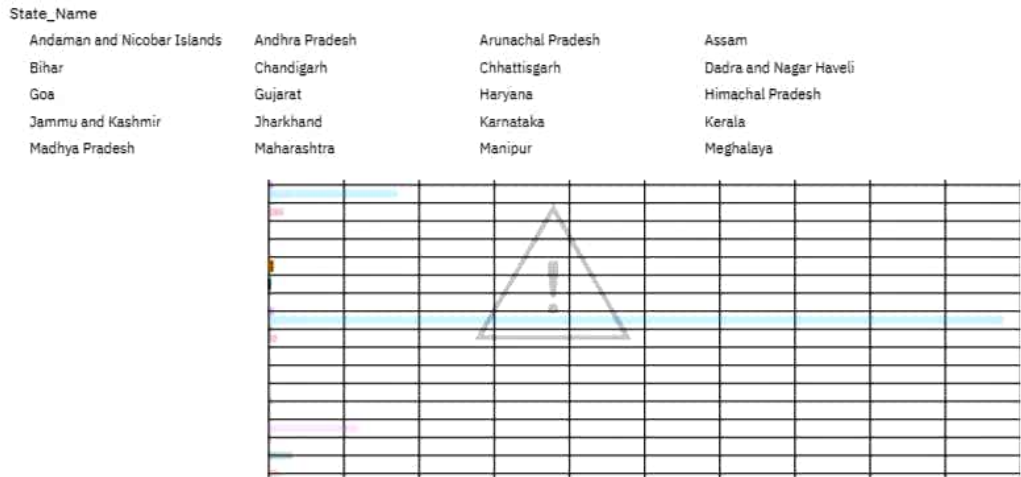 State_Name
Andaman and Nicobar Islands Andhra Pradesh Arunachal Pradesh Assam
Bihar Chandigarh Chhattisgarh Dadra and Nagar Haveli
Goa Gujarat Haryana Himachal Pradesh
Jammu and Kashmir Jharkhand Karnataka Kerala
Madhya Pradesh Maharashtra Manipur Meghalaya
!